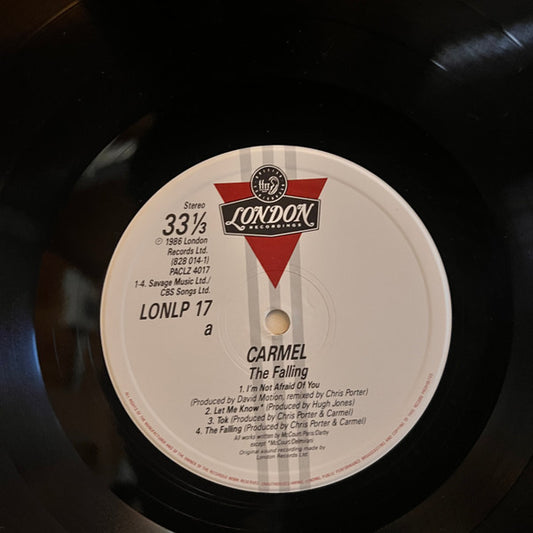 LONDON
RECORDINGS
Stereo
33 1/3
℗ 1986 London
Records Ltd.
(828 014-1)
PACLZ 4017
1-4. Savage Music Ltd./
CBS Songs Ltd.
LONLP 17
a
CARMEL
The Falling
1. I'm Not Afraid Of You
(Produced by David Motion, remixed by Chris Porter)
2. Let Me Know* (Produced by Hugh Jones)
3. Tok (Produced by Chris Porter & Carmel)
4. The Falling (Produced by Chris Porter & Carmel)
All works written by McCourt/Paris/Darby
Original sound recording made by
London Records Ltd.